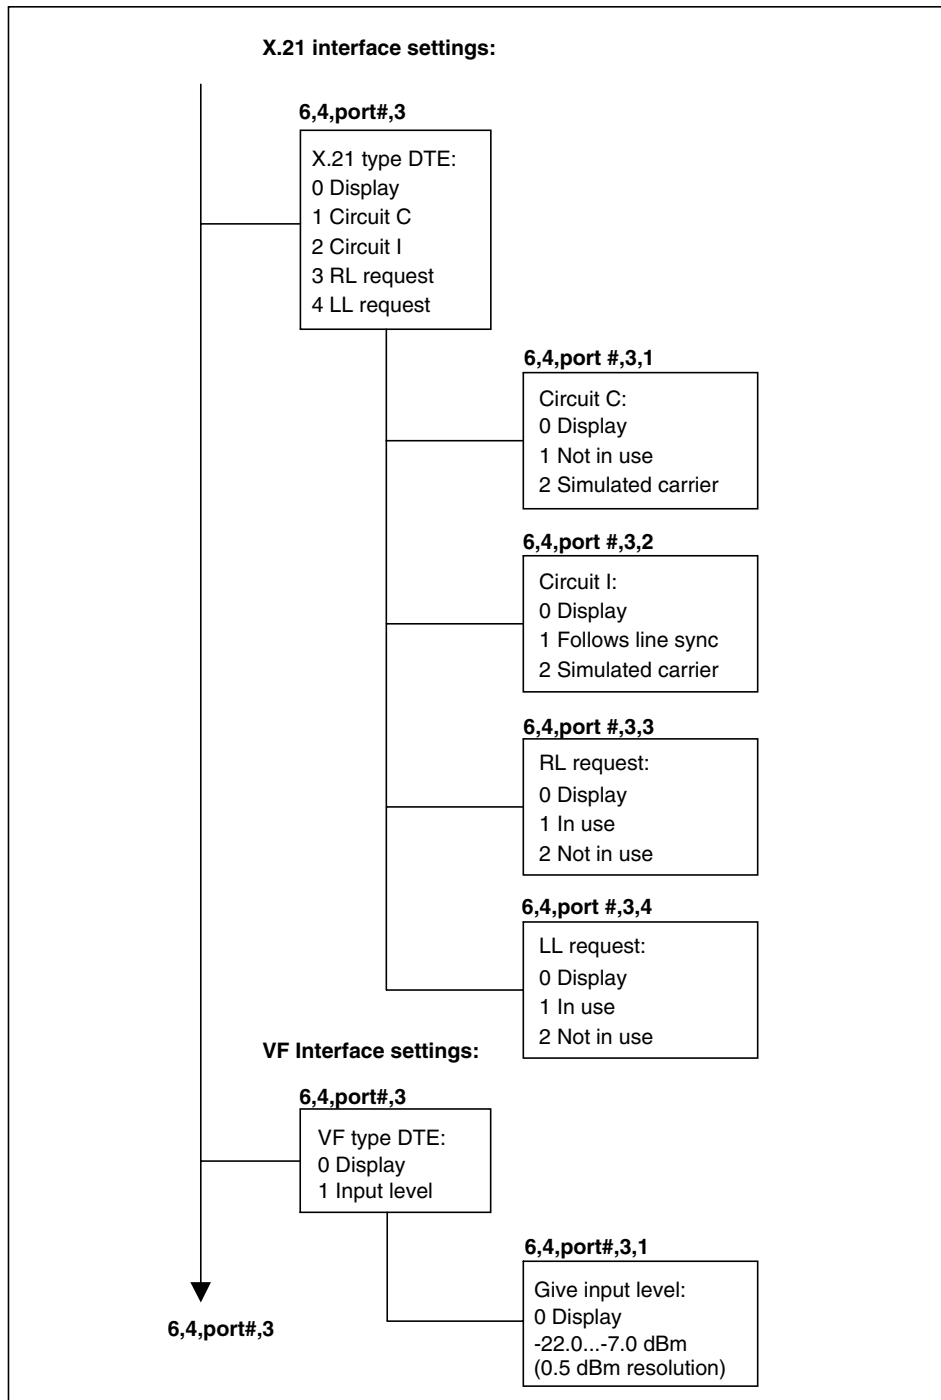 X.21 interface settings:
6,4,port#,3
X.21 type DTE:
0 Display
1 Circuit C
2 Circuit I
3 RL request
4 LL request
6,4,port #,3,1
Circuit C:
0 Display
1 Not in use
2 Simulated carrier
6,4,port #,3,2
Circuit I:
0 Display
1 Follows line sync
2 Simulated carrier
6,4,port #,3,3
RL request:
0 Display
1 In use
2 Not in use
6,4,port #,3,4
LL request:
0 Display
1 In use
2 Not in use
VF Interface settings:
6,4,port#,3
VF type DTE:
0 Display
1 Input level
6,4,port#,3,1
Give input level:
0 Display
-22.0...-7.0 dBm
(0.5 dBm resolution)
6,4,port#,3